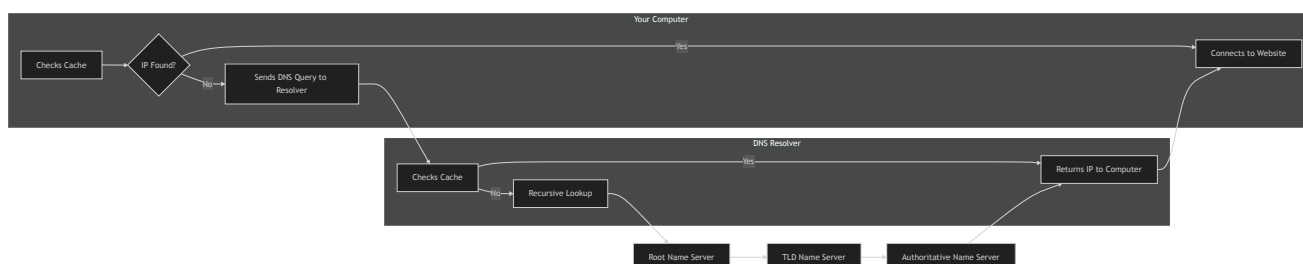 Your Computer
Checks Cache
IP Found?
Yes
No
Sends DNS Query to
Resolver
Connects to Website
DNS Resolver
Checks Cache
Yes
No
Recursive Lookup
Returns IP to Computer
Root Name Server
TLD Name Server
Authoritative Name Server